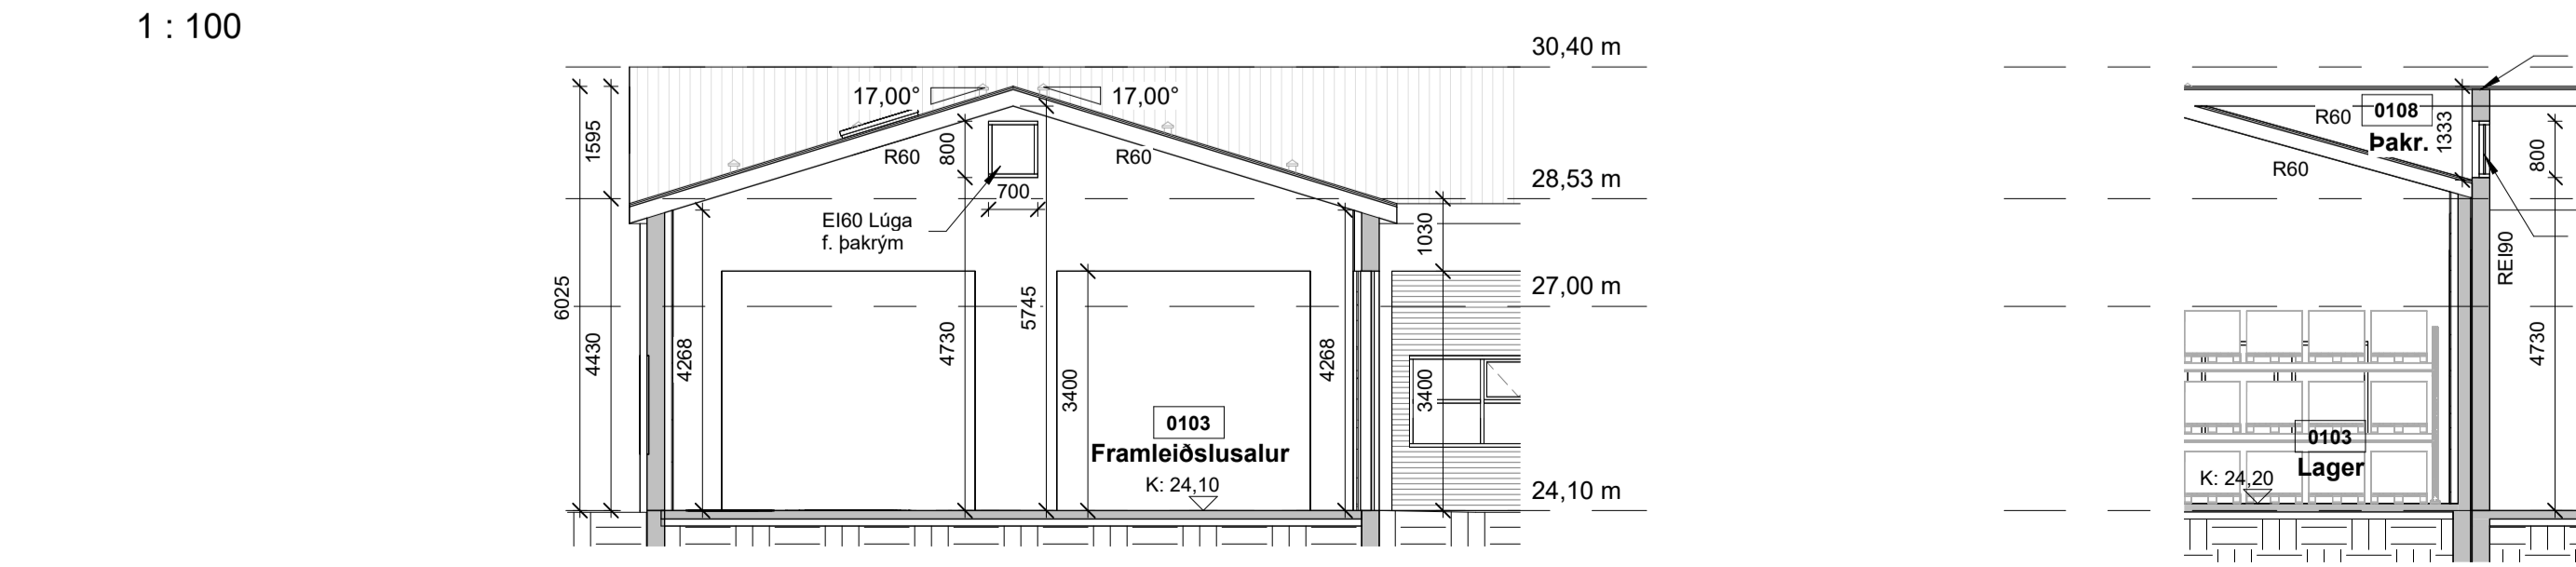 1 : 100
30,40 m
17,00°
17,00°
1595
R60
800
R60
28,53 m
700
EI60 Lúga
f. þakrým
1030
27,00 m
6025
4430
4268
4730
5745
3400
4268
3400
0103
Framleiðslusalur
K: 24,10
24,10 m
R60
0108
Þakr.
1333
800
R60
REI90
4730
0103
Lager
K: 24,20